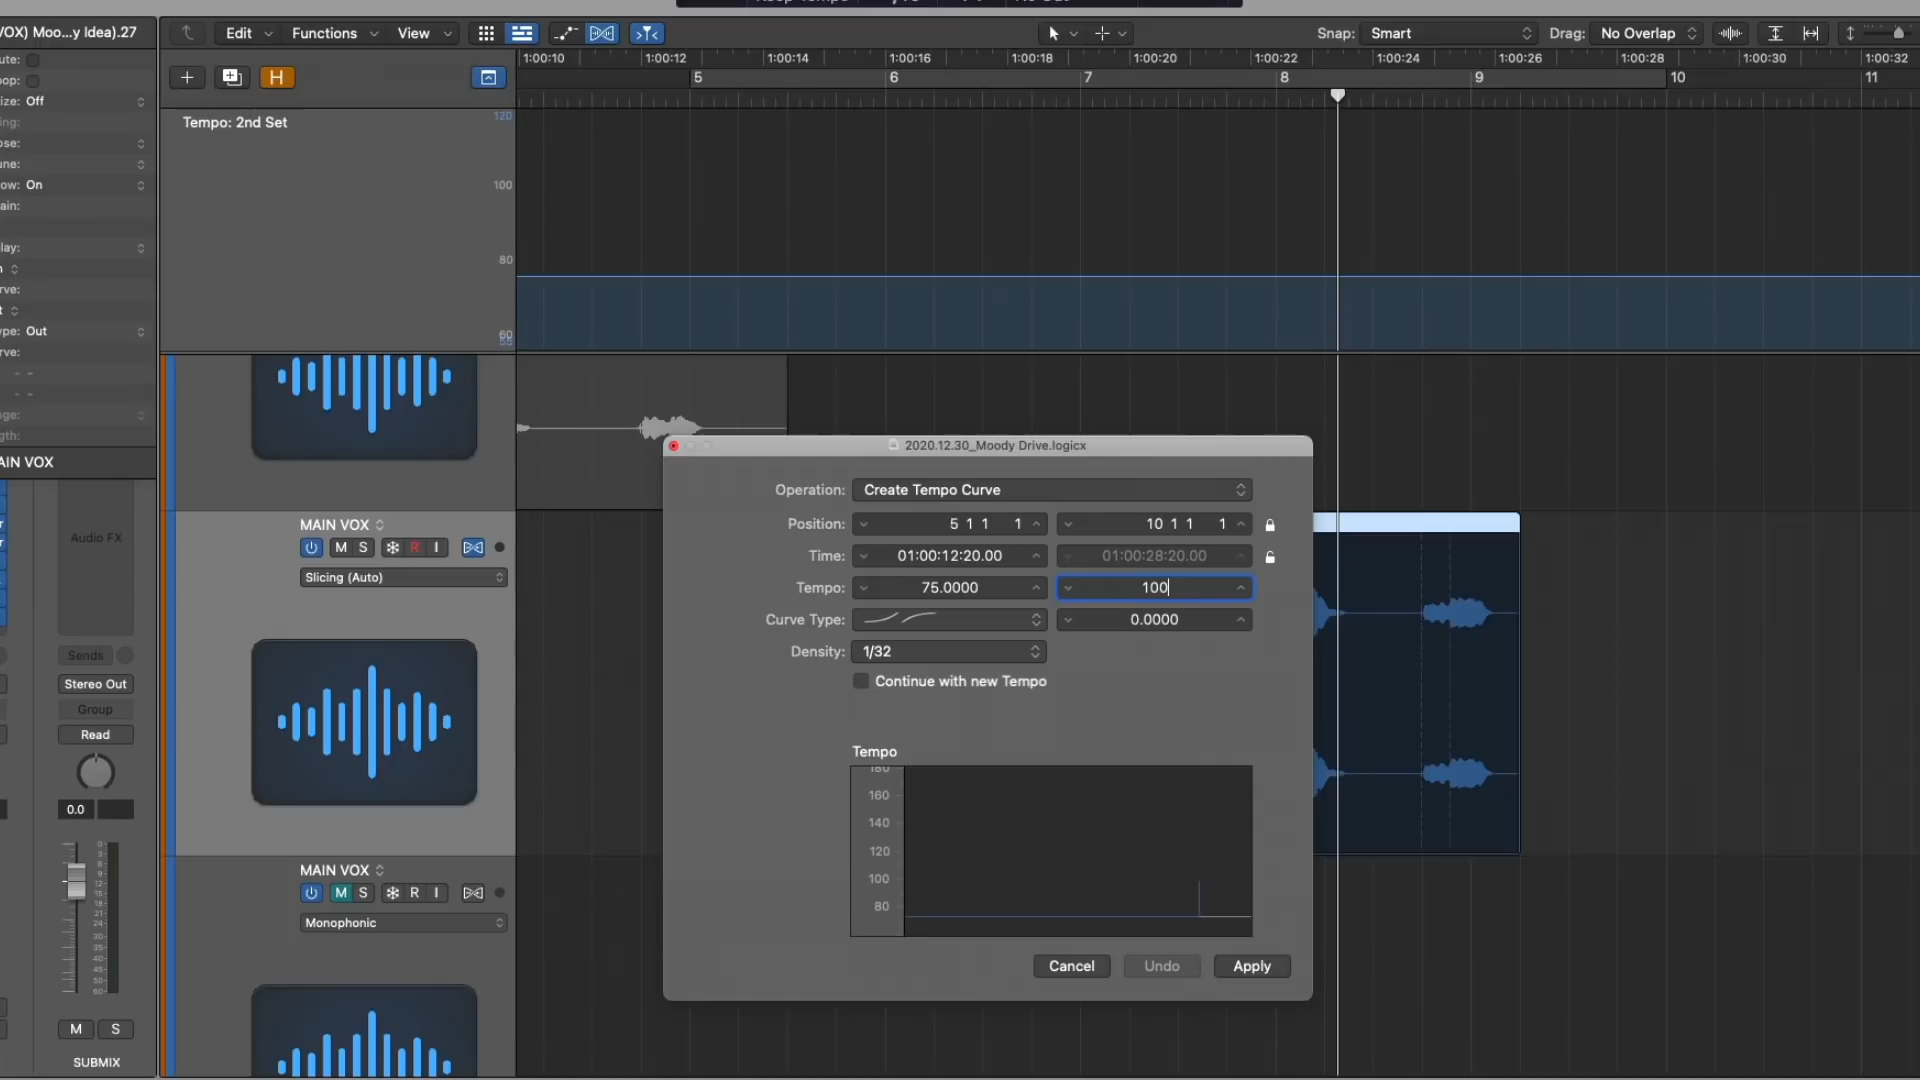 VOX) Moo...y Idea).27
Edit
Functions
View
Snap: Smart
Drag: No Overlap
ute:
oop:
ize: Off
ing:
ose:
une:
ow: On
ain:
lay:
rve:
ype: Out
rve:
nge:
gth:
H
1:00:10 1:00:12 1:00:14 1:00:16 1:00:18 1:00:20 1:00:22 1:00:24 1:00:26 1:00:28 1:00:30 1:00:32
5 6 7 8 9 10 11
Tempo: 2nd Set
120
100
80
60
AIN VOX
Audio FX
Sends
Stereo Out
Group
Read
0.0
M S
SUBMIX
MAIN VOX
M S R I
Slicing (Auto)
MAIN VOX
M S R I
Monophonic
2020.12.30_Moody Drive.logicx
Operation: Create Tempo Curve
Position: 5 1 1 1 10 1 1 1
Time: 01:00:12:20.00 01:00:28:20.00
Tempo: 75.0000 100
Curve Type: 0.0000
Density: 1/32
Continue with new Tempo
Tempo
180
160
140
120
100
80
Cancel Undo Apply